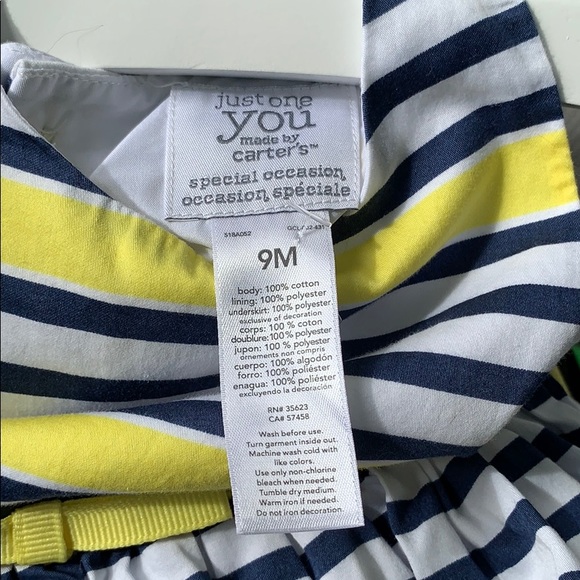 just one
you
made by
carter's™
special occasion
occasion spéciale
518A052
9M
body: 100% cotton
lining: 100% polyester
underskirt: 100% polyester
exclusive of decoration
corps: 100 % coton
doublure: 100% polyester
jupon: 100% polyester
ornements non compris
cuerpo: 100% algodón
forro: 100% poliéster
enagua: 100% poliéster
excluyendo la decoración
RN# 35623
CA# 57458
Wash before use.
Turn garment inside out.
Machine wash cold with
like colors.
Use only non-chlorine
bleach when needed.
Tumble dry medium.
Warm iron if needed.
Do not iron decoration.